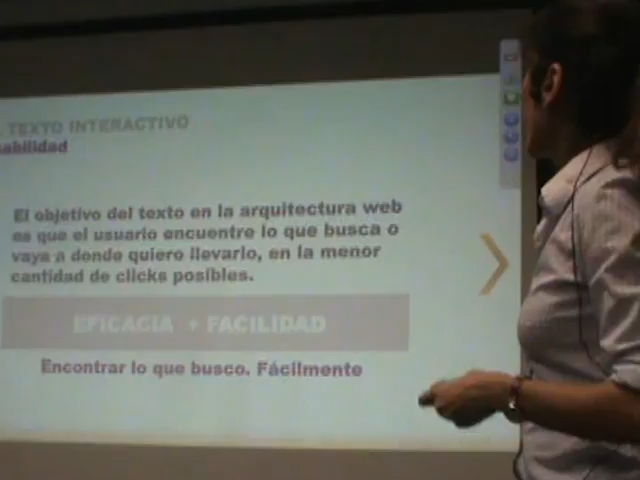 TEXTO INTERACTIVO
El objetivo del texto en la arquitectura web
es que el usuario encuentre lo que busca o
vaya a donde quiero llevarlo, en la menor
cantidad de clicks posibles.
EFICACIA + FACILIDAD
Encontrar lo que busco. Fácilmente